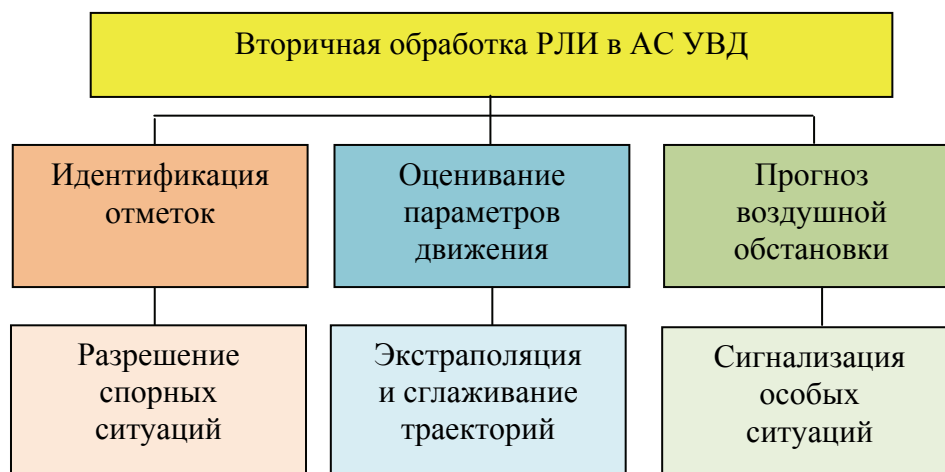 Вторичная обработка РЛИ в АС УВД
Идентификация
отметок
Оценивание
параметров
движения
Прогноз
воздушной
обстановки
Разрешение
спорных
ситуаций
Экстраполяция
и сглаживание
траекторий
Сигнализация
особых
ситуаций